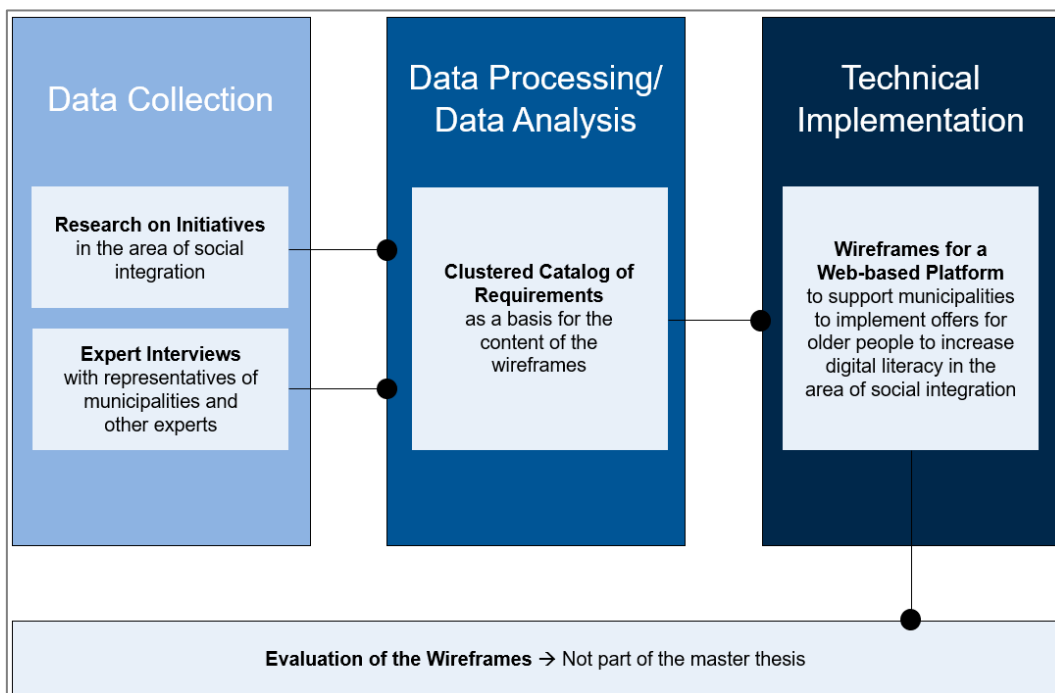 Data Collection
Research on Initiatives
in the area of social
integration
Expert Interviews
with representatives of
municipalities and
other experts
Data Processing/
Data Analysis
Clustered Catalog of
Requirements
as a basis for the
content of the
wireframes
Technical
Implementation
Wireframes for a
Web-based Platform
to support municipalities
to implement offers for
older people to increase
digital literacy in the
area of social integration
Evaluation of the Wireframes → Not part of the master thesis